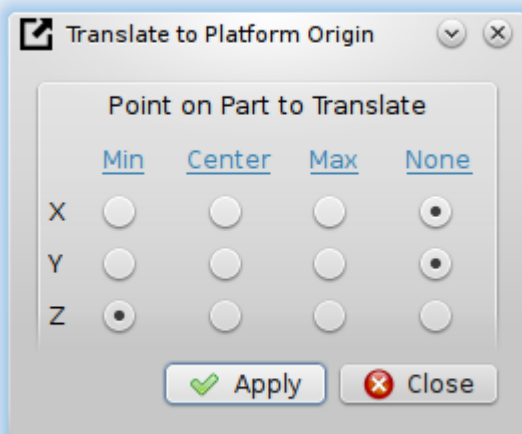 Translate to Platform Origin
Point on Part to Translate
Min Center Max None
X
Y
Z
Apply Close